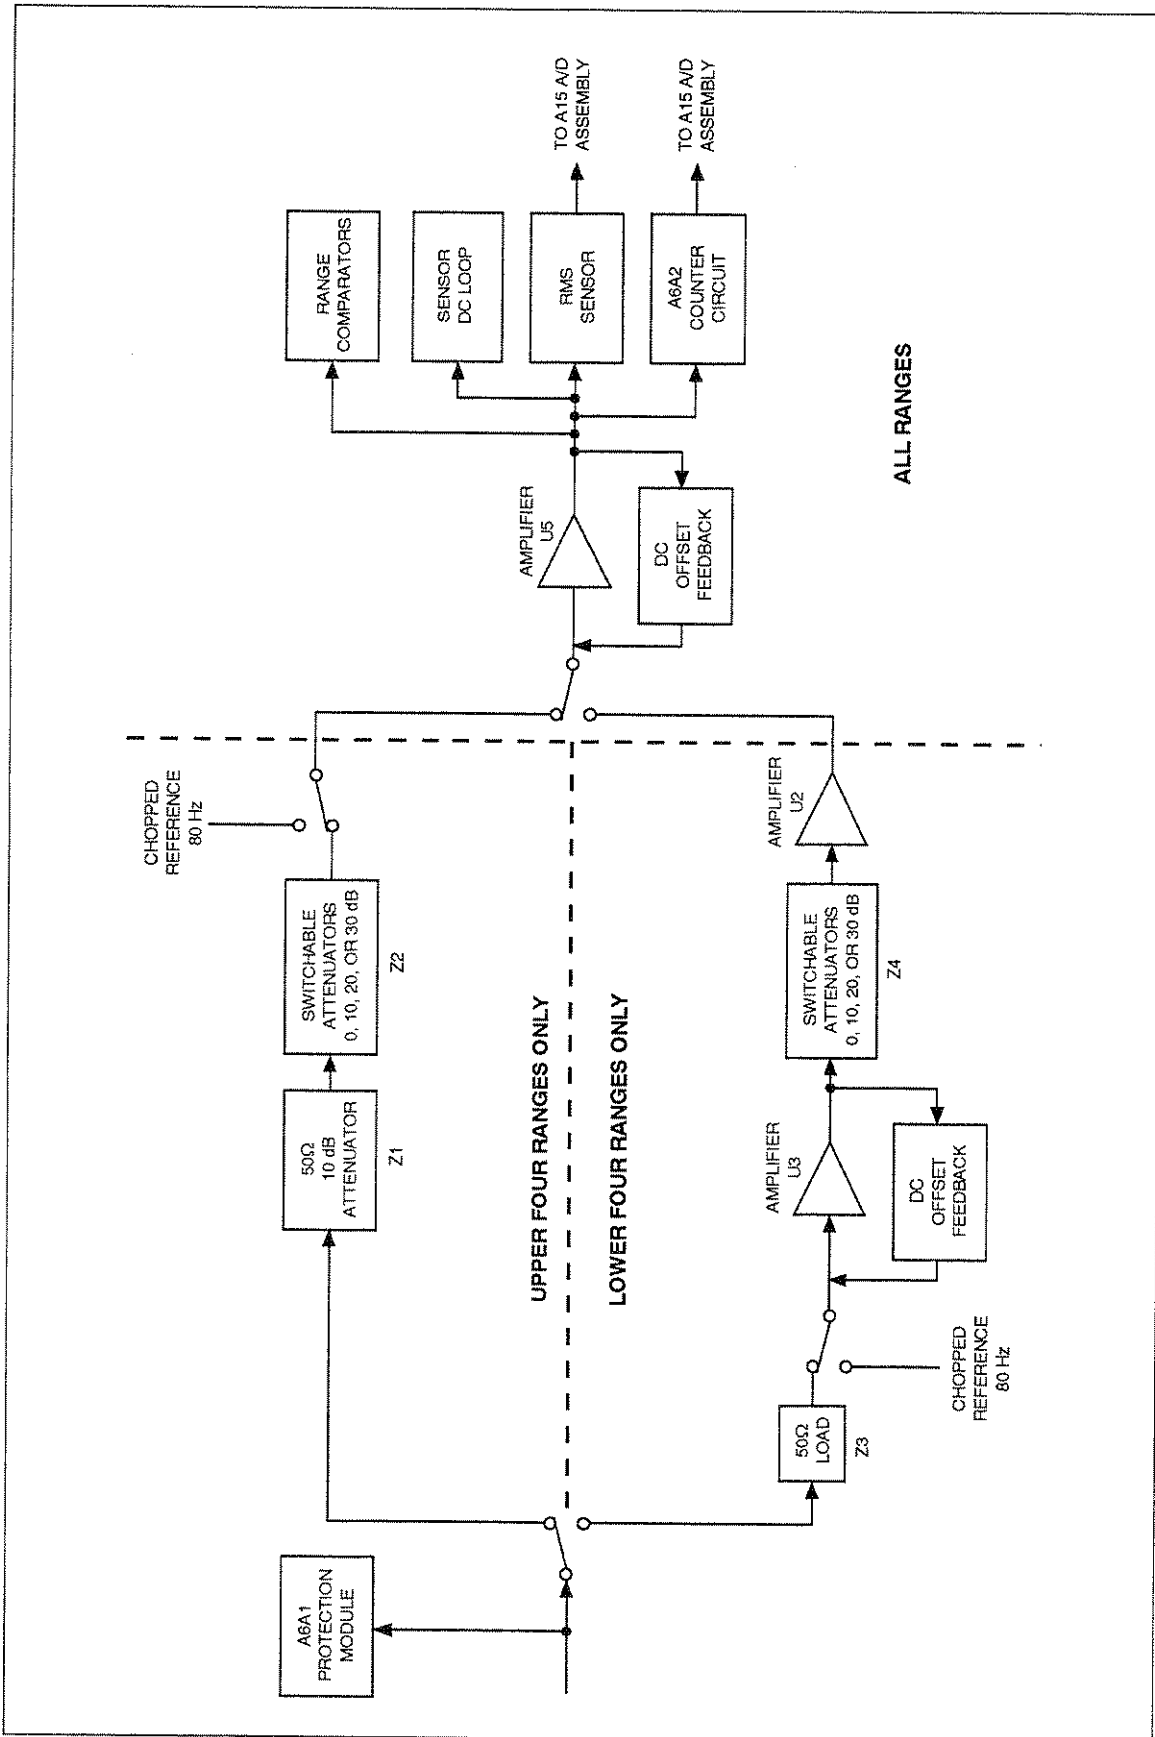 A6A1
PROTECTION
MODULE
50Ω
10 dB
ATTENUATOR
Z1
SWITCHABLE
ATTENUATORS
0, 10, 20, OR 30 dB
Z2
CHOPPED
REFERENCE
80 Hz
UPPER FOUR RANGES ONLY
LOWER FOUR RANGES ONLY
50Ω
LOAD
Z3
CHOPPED
REFERENCE
80 Hz
AMPLIFIER
U3
DC
OFFSET
FEEDBACK
SWITCHABLE
ATTENUATORS
0, 10, 20, OR 30 dB
Z4
AMPLIFIER
U2
AMPLIFIER
U5
DC
OFFSET
FEEDBACK
RANGE
COMPARATORS
SENSOR
DC LOOP
RMS
SENSOR
TO A15 A/D
ASSEMBLY
A6A2
COUNTER
CIRCUIT
TO A15 A/D
ASSEMBLY
ALL RANGES